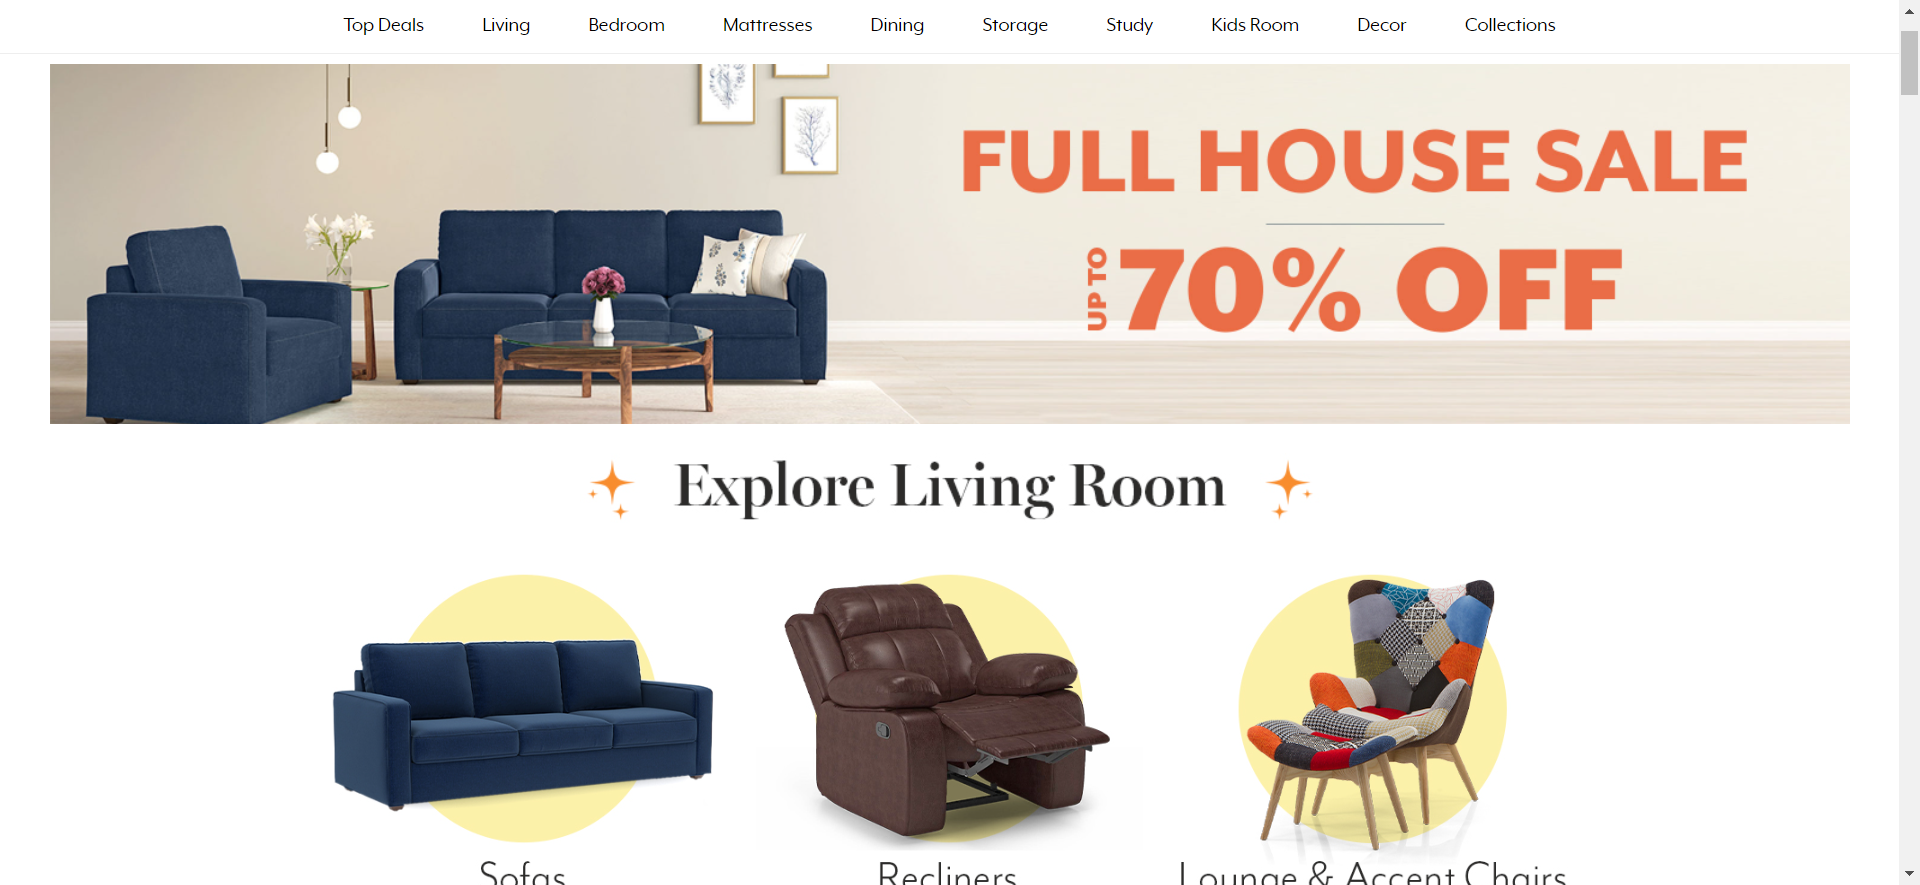 Top Deals Living Bedroom Mattresses Dining Storage Study Kids Room Decor Collections
FULL HOUSE SALE
UP TO 70% OFF
Explore Living Room
Sofas Recliners Lounge & Accent Chairs